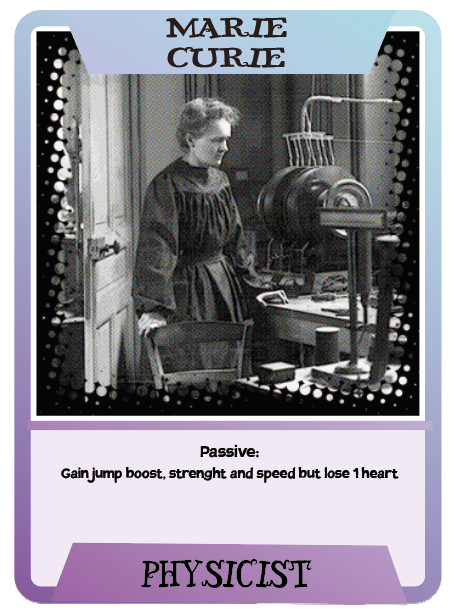 MARIE
CURIE
Passive:
Gain jump boost, strenght and speed but lose 1 heart
PHYSICIST